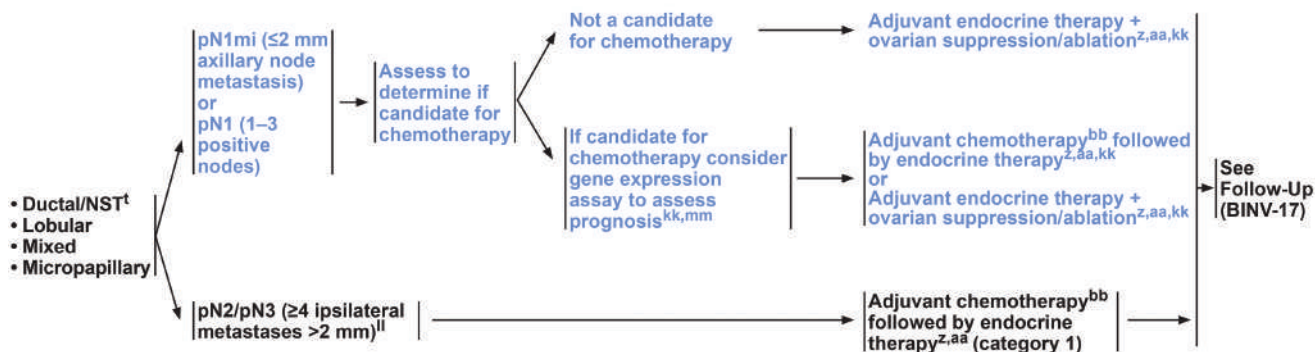 • Ductal/NSTᵗ
• Lobular
• Mixed
• Micropapillary
pN1mi (≤2 mm
axillary node
metastasis)
or
pN1 (1–3
positive
nodes)
Assess to
determine if
candidate for
chemotherapy
Not a candidate
for chemotherapy
Adjuvant endocrine therapy +
ovarian suppression/ablation^z,aa,kk
If candidate for
chemotherapy consider
gene expression
assay to assess
prognosis^kk,mm
Adjuvant chemotherapy^bb followed
by endocrine therapy^z,aa,kk
or
Adjuvant endocrine therapy +
ovarian suppression/ablation^z,aa,kk
pN2/pN3 (≥4 ipsilateral
metastases >2 mm)^ll
Adjuvant chemotherapy^bb
followed by endocrine
therapy^z,aa (category 1)
See
Follow-Up
(BINV-17)